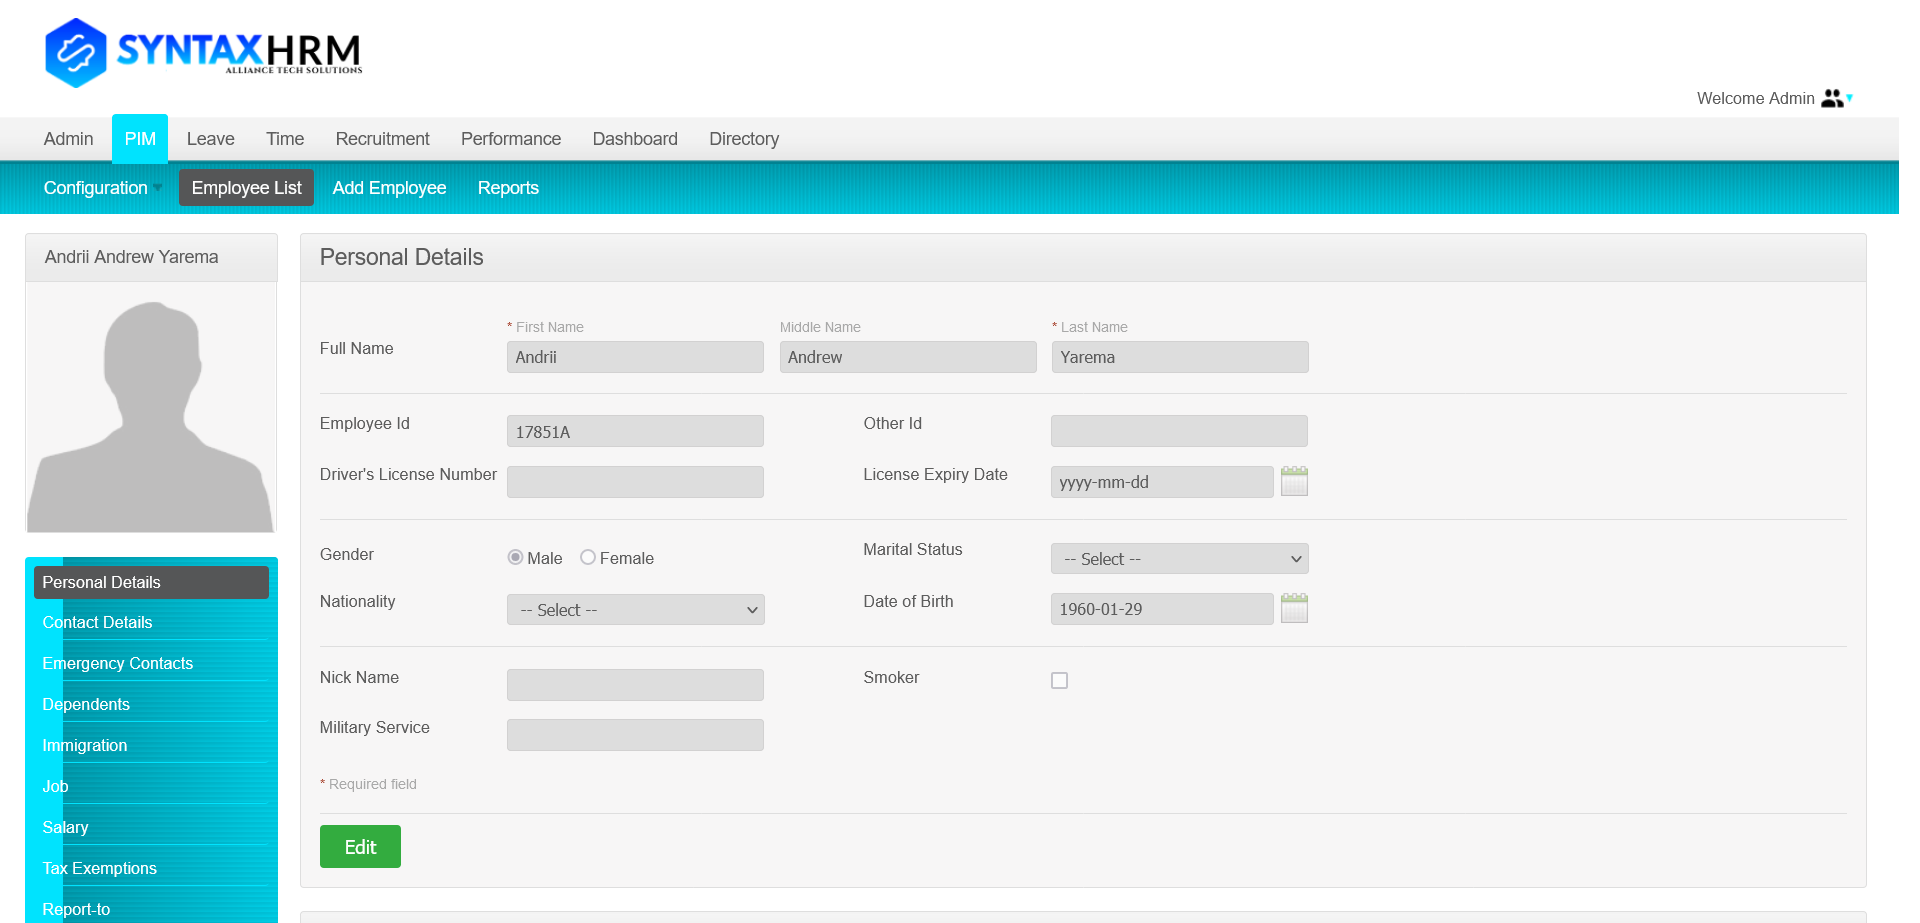 SYNTAXHRM
ALLIANCE TECH SOLUTIONS
Welcome Admin
Admin PIM Leave Time Recruitment Performance Dashboard Directory
Configuration Employee List Add Employee Reports
Andrii Andrew Yarema
Personal Details
Contact Details
Emergency Contacts
Dependents
Immigration
Job
Salary
Tax Exemptions
Report-to
Personal Details
* First Name Middle Name * Last Name
Full Name Andrii Andrew Yarema
Employee Id 17851A Other Id
Driver's License Number License Expiry Date yyyy-mm-dd
Gender Male Female Marital Status -- Select --
Nationality -- Select -- Date of Birth 1960-01-29
Nick Name Smoker
Military Service
* Required field
Edit